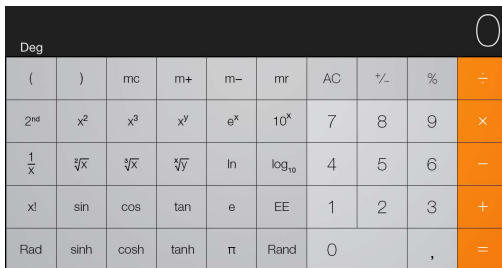 0
Deg
( ) mc m+ m− mr AC +/− % ÷
2ⁿᵈ x² x³ xʸ eˣ 10ˣ 7 8 9 ×
1/x ²√x ³√x ˣ√y ln log₁₀ 4 5 6 −
x! sin cos tan e EE 1 2 3 +
Rad sinh cosh tanh π Rand 0 , =